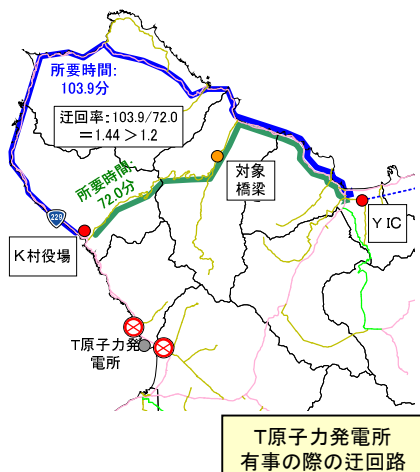 所要時間:
103.9分
迂回率:103.9/72.0
=1.44>1.2
所要時間:
72.0分
対象
橋梁
Y IC
229
K村役場
T原子力発
電所
T原子力発電所
有事の際の迂回路